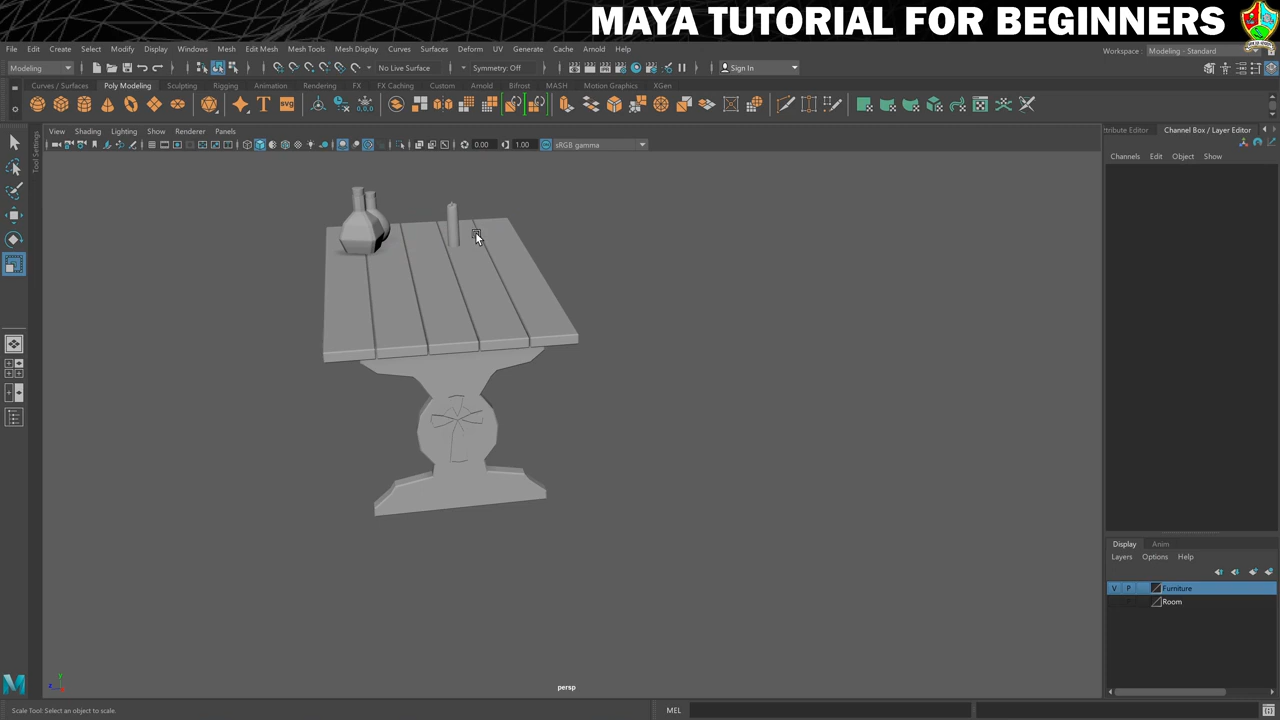 MAYA TUTORIAL FOR BEGINNERS
File Edit Create Select Modify Display Windows Mesh Edit Mesh Mesh Tools Mesh Display Curves Surfaces Deform UV Generate Cache Arnold Help
Workspace : Modeling - Standard
Modeling No Live Surface Symmetry: Off Sign In
Curves / Surfaces Poly Modeling Sculpting Rigging Animation Rendering FX FX Caching Custom Arnold Bifrost MASH Motion Graphics XGen
View Shading Lighting Show Renderer Panels
Tool Settings
0.00 1.00 sRGB gamma
ttribute Editor Channel Box / Layer Editor
Channels Edit Object Show
persp
Display Anim
Layers Options Help
V P Furniture
Room
Scale Tool: Select an object to scale.
MEL